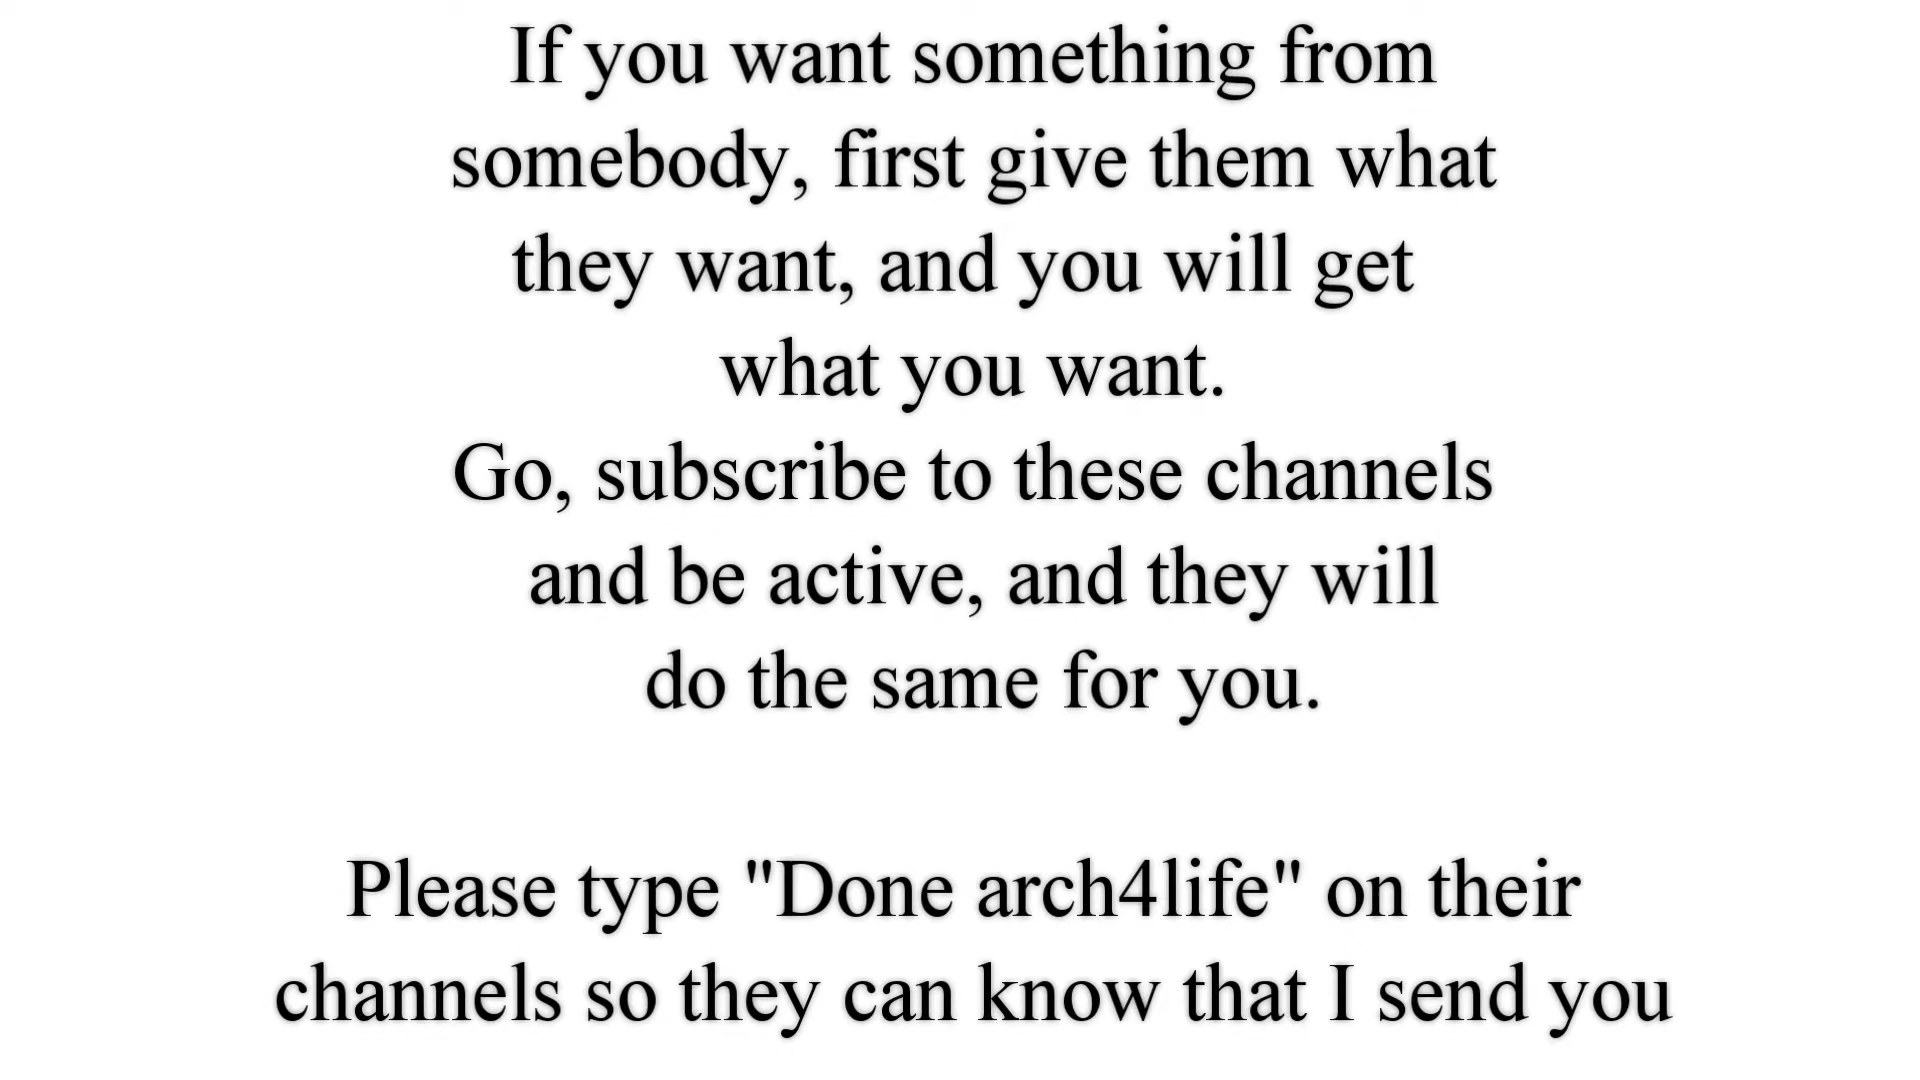 If you want something from
somebody, first give them what
they want, and you will get
what you want.
Go, subscribe to these channels
and be active, and they will
do the same for you.
Please type "Done arch4life" on their
channels so they can know that I send you